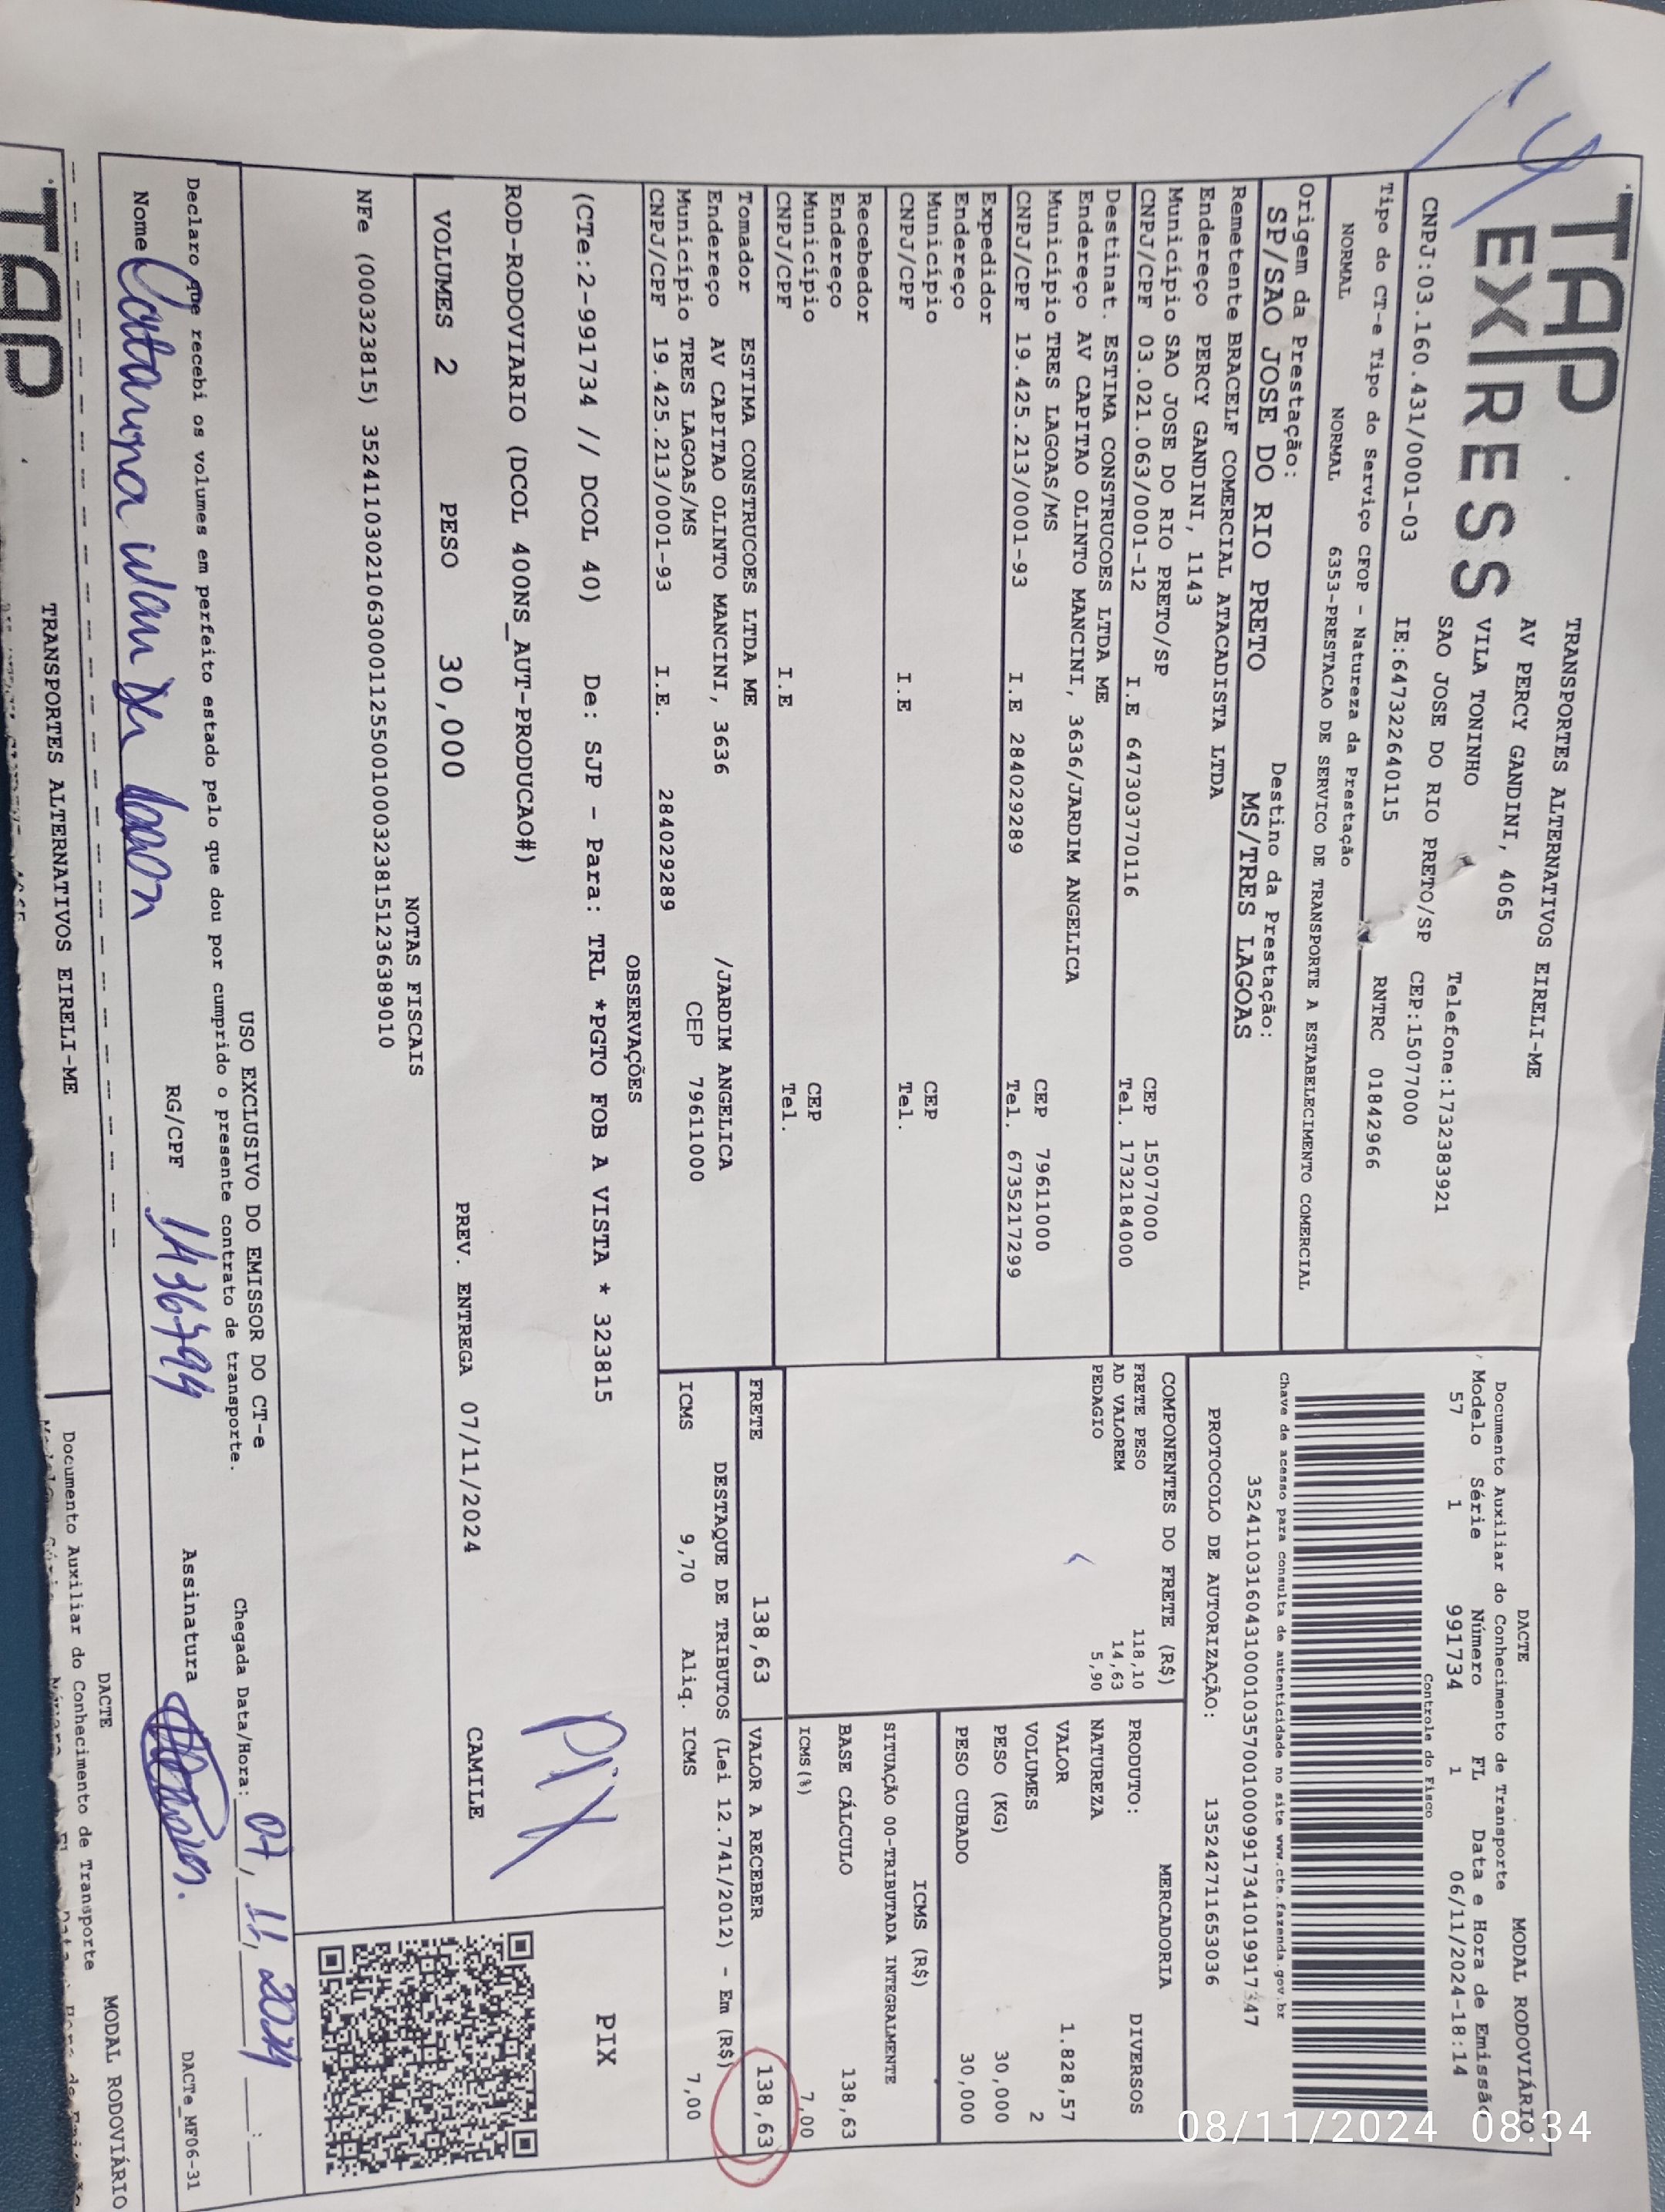 TAP
EXPRESS
TRANSPORTES ALTERNATIVOS EIRELI-ME
AV PERCY GANDINI, 4065
VILA TONINHO
SAO JOSE DO RIO PRETO/SP
Telefone:1732383921
CEP:15077000
CNPJ:03.160.431/0001-03 IE:647322640115 RNTRC 01842966
Tipo do CT-e Tipo do Serviço CFOP - Natureza da Prestação
NORMAL NORMAL 6353-PRESTACAO DE SERVICO DE TRANSPORTE A ESTABELECIMENTO COMERCIAL
Origem da Prestação: Destino da Prestação:
SP/SAO JOSE DO RIO PRETO MS/TRES LAGOAS
Remetente BRACELF COMERCIAL ATACADISTA LTDA
Endereço PERCY GANDINI, 1143
Município SAO JOSE DO RIO PRETO/SP CEP 15077000
CNPJ/CPF 03.021.063/0001-12 I.E 647303770116 Tel. 1732184000
Destinat. ESTIMA CONSTRUCOES LTDA ME
Endereço AV CAPITAO OLINTO MANCINI, 3636/JARDIM ANGELICA
Município TRES LAGOAS/MS CEP 79611000
CNPJ/CPF 19.425.213/0001-93 I.E 284029289 Tel. 6735217299
Expedidor
Endereço
Município CEP
CNPJ/CPF I.E Tel.
Recebedor
Endereço
Município CEP
CNPJ/CPF I.E Tel.
Tomador ESTIMA CONSTRUCOES LTDA ME
Endereço AV CAPITAO OLINTO MANCINI, 3636 /JARDIM ANGELICA
Município TRES LAGOAS/MS CEP 79611000
CNPJ/CPF 19.425.213/0001-93 I.E. 284029289
DACTE MODAL RODOVIÁRIO
Documento Auxiliar do Conhecimento de Transporte
Modelo Série Número FL Data e Hora de Emissão
57 1 991734 1 06/11/2024-18:14
Controle do Fisco
Chave de acesso para consulta de autenticidade no site www.cte.fazenda.gov.br
35241103160431000103570010009917341019917347
PROTOCOLO DE AUTORIZAÇÃO: 135242711653036
COMPONENTES DO FRETE (R$)
FRETE PESO 118,10
AD VALOREM 14,63
PEDAGIO 5,90
MERCADORIA
PRODUTO: DIVERSOS
NATUREZA
VALOR 1.828,57
VOLUMES 2
PESO (KG) 30,000
PESO CUBADO 30,000
ICMS (R$)
SITUAÇÃO 00-TRIBUTADA INTEGRALMENTE
BASE CÁLCULO 138,63
ICMS(%) 7,00
FRETE 138,63 VALOR A RECEBER 138,63
DESTAQUE DE TRIBUTOS (Lei 12.741/2012) - Em (R$)
ICMS 9,70 Aliq. ICMS 7,00
OBSERVAÇÕES
(CTe:2-991734 // DCOL 40) De: SJP - Para: TRL *PGTO FOB A VISTA * 323815
ROD-RODOVIARIO (DCOL 400NS_AUT-PRODUCAO#)
PIX
PIX
VOLUMES 2 PESO 30,000 PREV. ENTREGA 07/11/2024 CAMILE
NOTAS FISCAIS
NFe (000323815) 35241103021063000112550010003238151236389010
USO EXCLUSIVO DO EMISSOR DO CT-e
Declaro que recebi os volumes em perfeito estado pelo que dou por cumprido o presente contrato de transporte.
Chegada Data/Hora: 07, 11, 2024 __:__
Nome Catarina RG/CPF 1436794 Assinatura
DACTe_MF06-31
TAP
TRANSPORTES ALTERNATIVOS EIRELI-ME
DACTE MODAL RODOVIÁRIO
Documento Auxiliar do Conhecimento de Transporte
08/11/2024 08:34